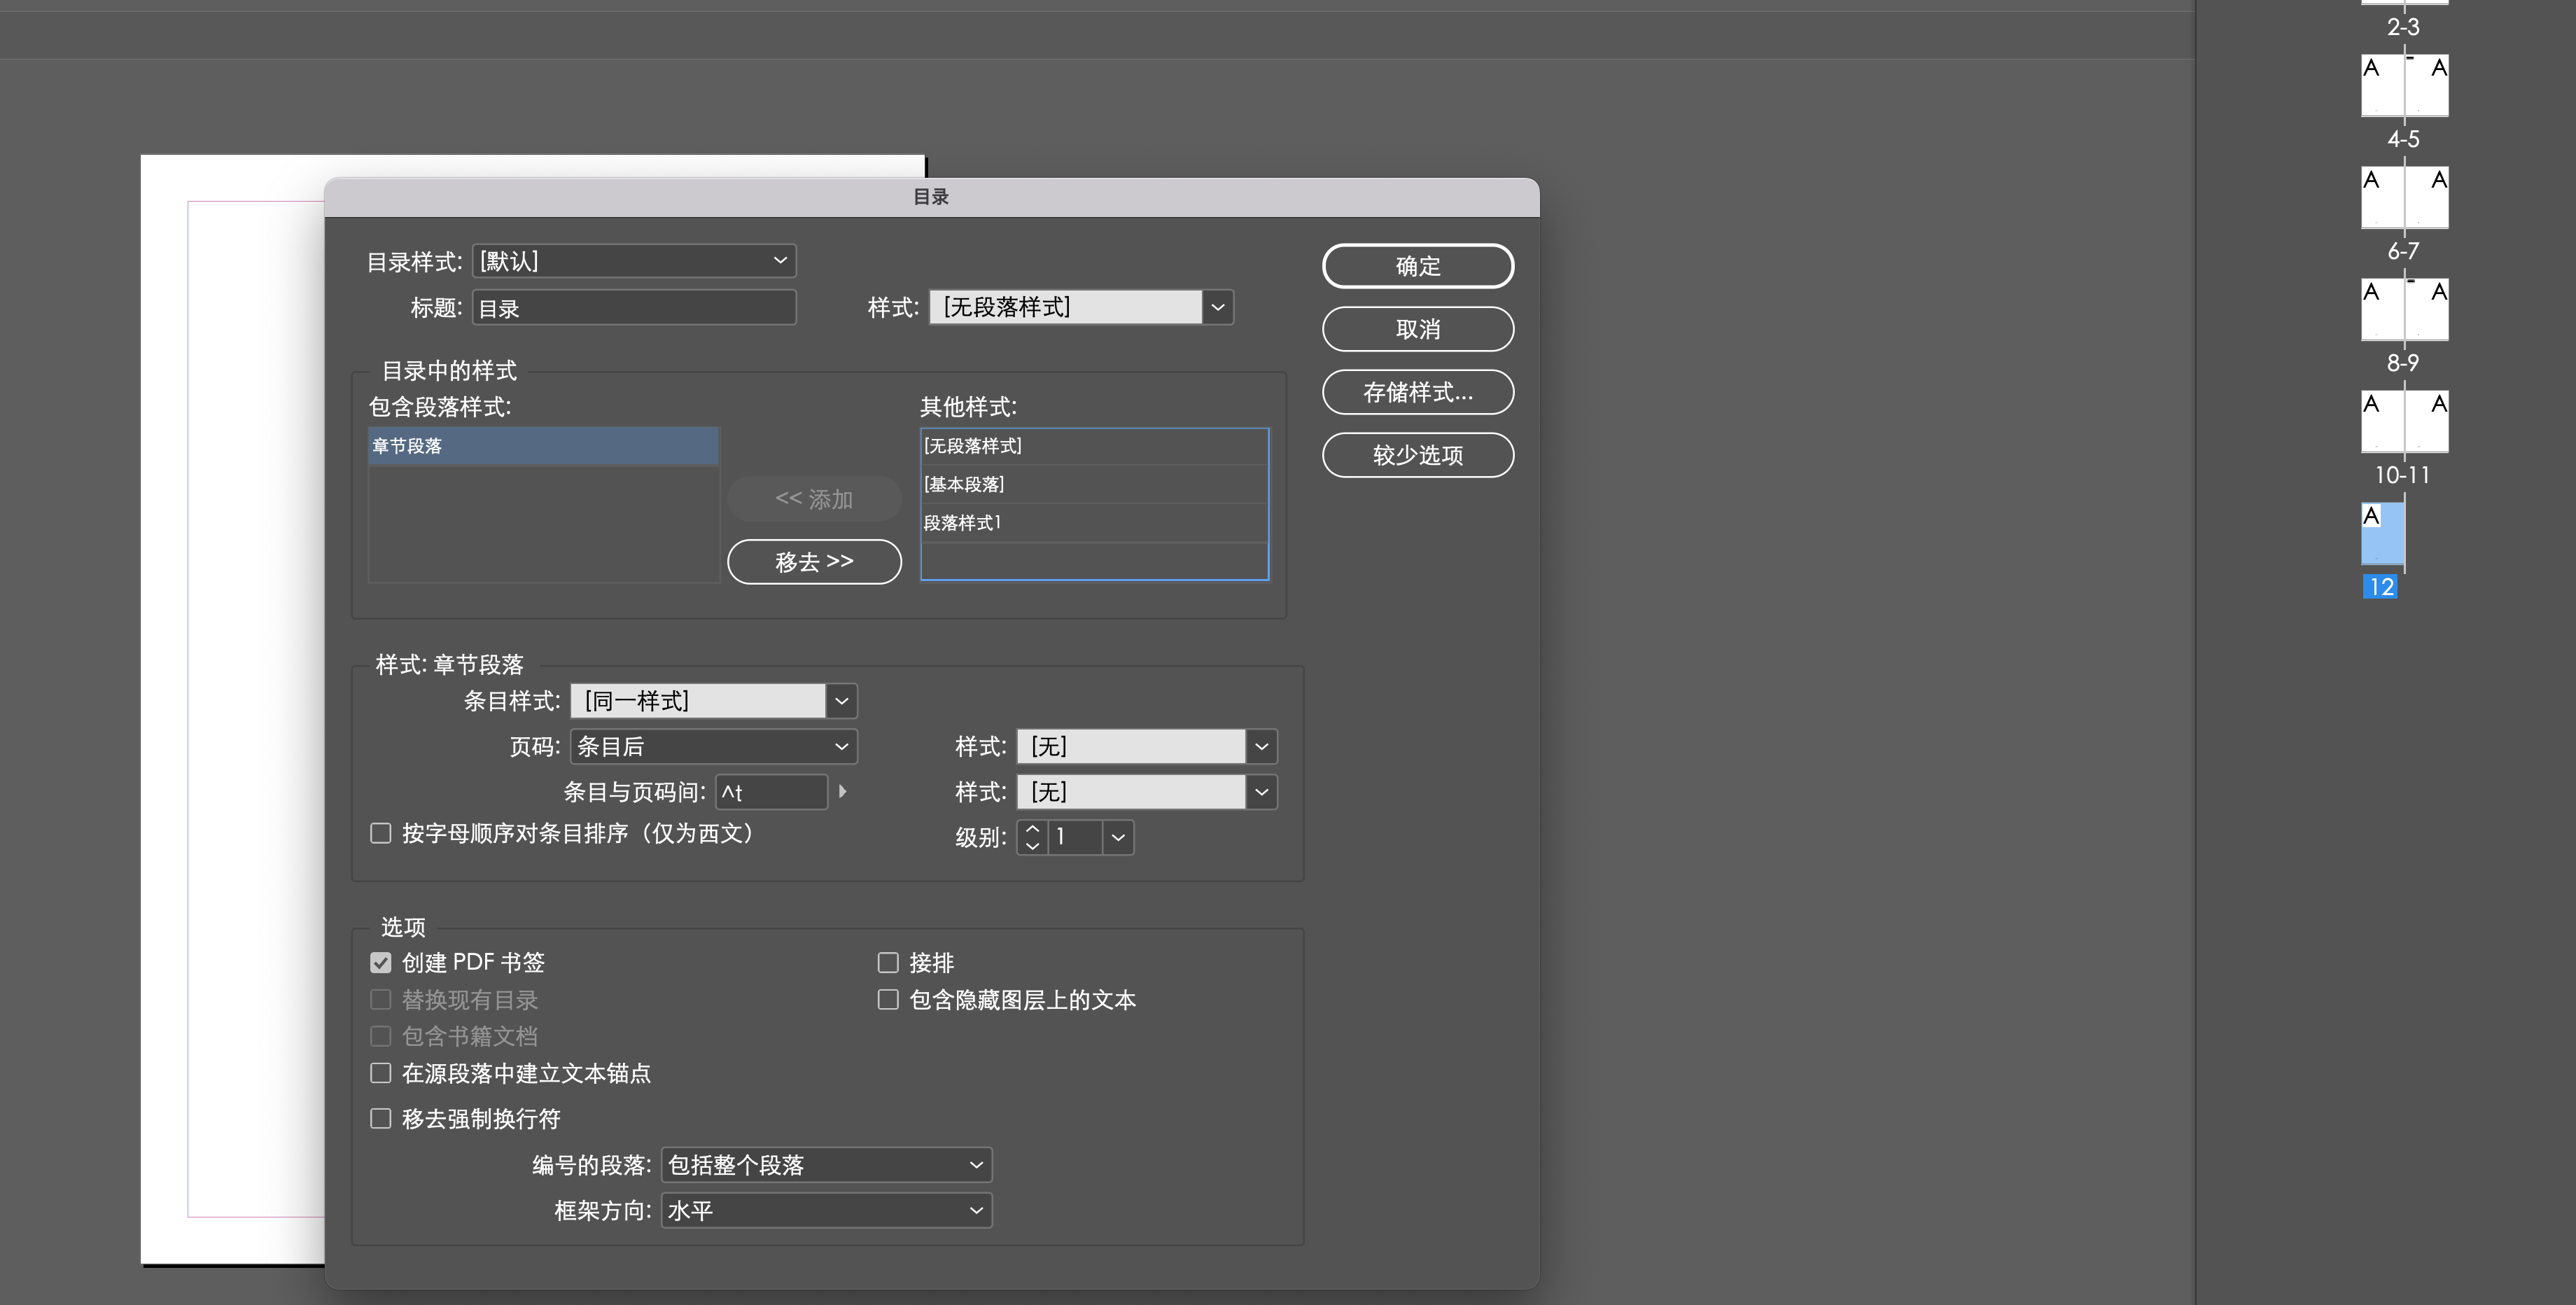 目录
目录样式: [默认]
标题: 目录
样式: [无段落样式]
确定
取消
存储样式...
较少选项
目录中的样式
包含段落样式:
章节段落
<< 添加
移去 >>
其他样式:
[无段落样式]
[基本段落]
段落样式1
样式: 章节段落
条目样式: [同一样式]
页码: 条目后
样式: [无]
条目与页码间: ^t
样式: [无]
按字母顺序对条目排序（仅为西文）
级别: 1
选项
创建 PDF 书签
接排
替换现有目录
包含隐藏图层上的文本
包含书籍文档
在源段落中建立文本锚点
移去强制换行符
编号的段落: 包括整个段落
框架方向: 水平
2-3
A A
4-5
A A
6-7
A A
8-9
A A
10-11
A
12